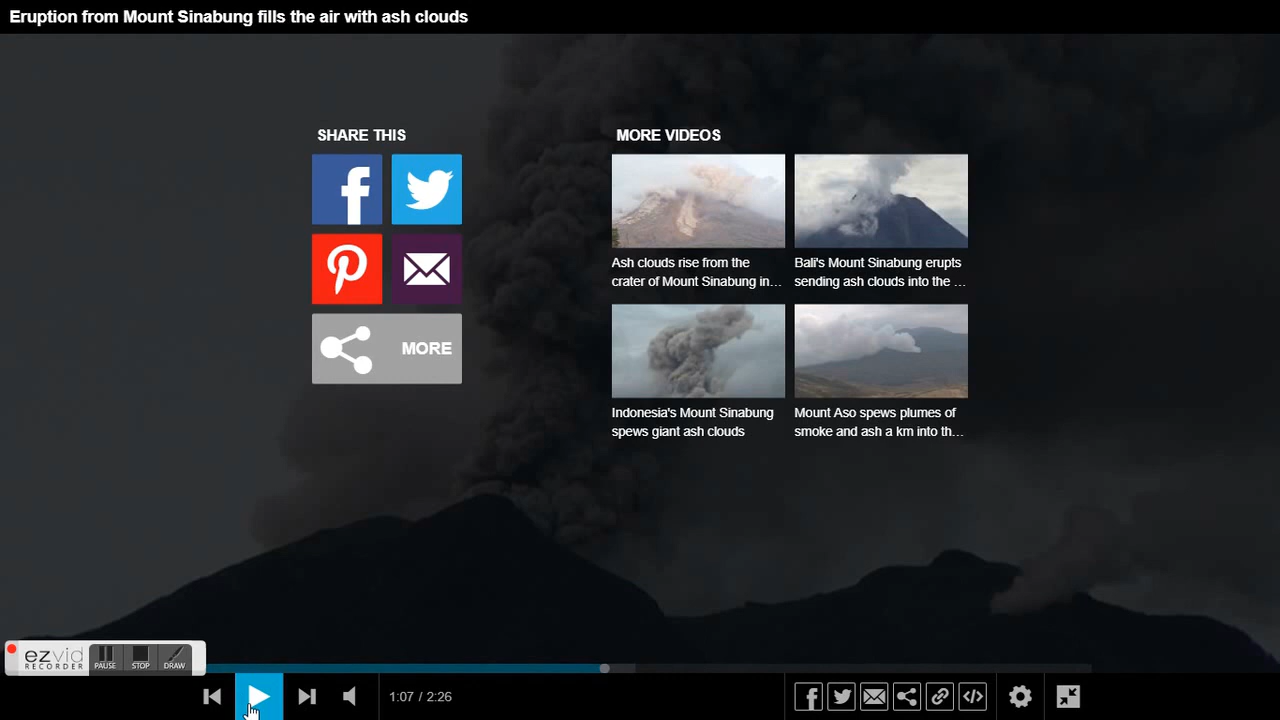 Eruption from Mount Sinabung fills the air with ash clouds
SHARE THIS
MORE
MORE VIDEOS
Ash clouds rise from the
crater of Mount Sinabung in...
Bali's Mount Sinabung erupts
sending ash clouds into the ...
Indonesia's Mount Sinabung
spews giant ash clouds
Mount Aso spews plumes of
smoke and ash a km into th...
ezvid
RECORDER
PAUSE
STOP
DRAW
1:07 / 2:26